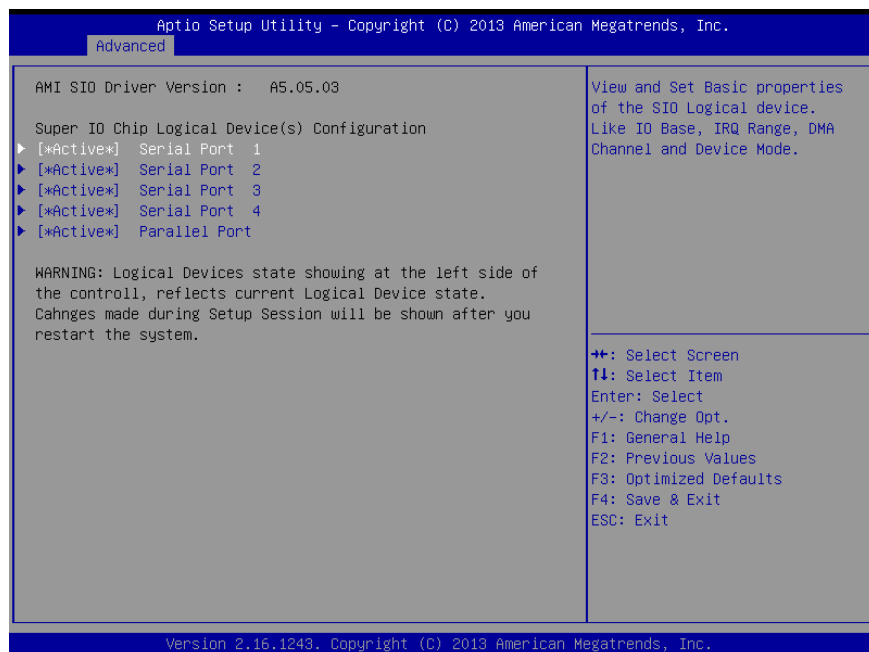 Aptio Setup Utility – Copyright (C) 2013 American Megatrends, Inc.
Advanced
AMI SIO Driver Version :   A5.05.03
Super IO Chip Logical Device(s) Configuration
[*Active*]  Serial Port  1
[*Active*]  Serial Port  2
[*Active*]  Serial Port  3
[*Active*]  Serial Port  4
[*Active*]  Parallel Port
WARNING: Logical Devices state showing at the left side of
the controll, reflects current Logical Device state.
Cahnges made during Setup Session will be shown after you
restart the system.
View and Set Basic properties
of the SIO Logical device.
Like IO Base, IRQ Range, DMA
Channel and Device Mode.
→←: Select Screen
↑↓: Select Item
Enter: Select
+/-: Change Opt.
F1: General Help
F2: Previous Values
F3: Optimized Defaults
F4: Save & Exit
ESC: Exit
Version 2.16.1243. Copyright (C) 2013 American Megatrends, Inc.